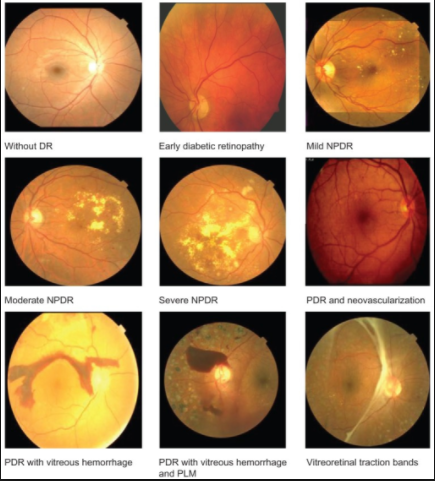 Without DR
Early diabetic retinopathy
Mild NPDR
Moderate NPDR
Severe NPDR
PDR and neovascularization
PDR with vitreous hemorrhage
PDR with vitreous hemorrhage
and PLM
Vitreoretinal traction bands